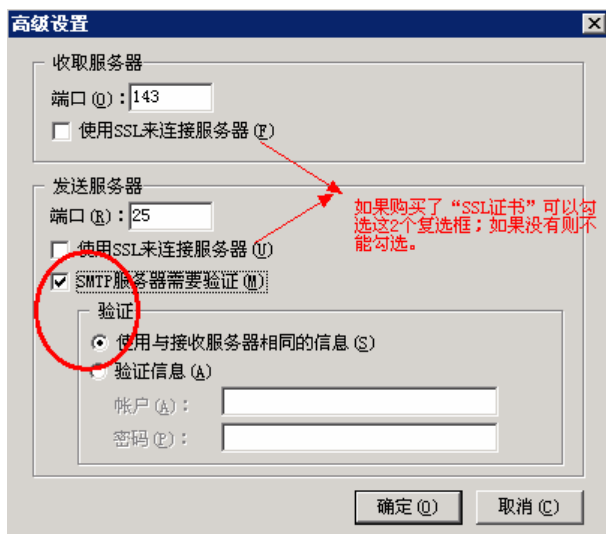 高级设置
收取服务器
端口(O):143
使用SSL来连接服务器(F)
发送服务器
端口(R):25
使用SSL来连接服务器(U)
如果购买了“SSL证书”可以勾
选这2个复选框;如果没有则不
能勾选。
SMTP服务器需要验证(M)
验证
使用与接收服务器相同的信息(S)
验证信息(A)
帐户(A):
密码(P):
确定(O)
取消(C)